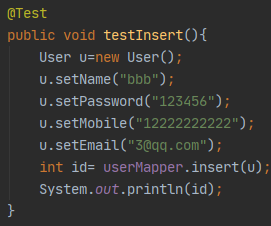 @Test
public void testInsert(){
    User u=new User();
    u.setName("bbb");
    u.setPassword("123456");
    u.setMobile("12222222222");
    u.setEmail("3@qq.com");
    int id= userMapper.insert(u);
    System.out.println(id);
}